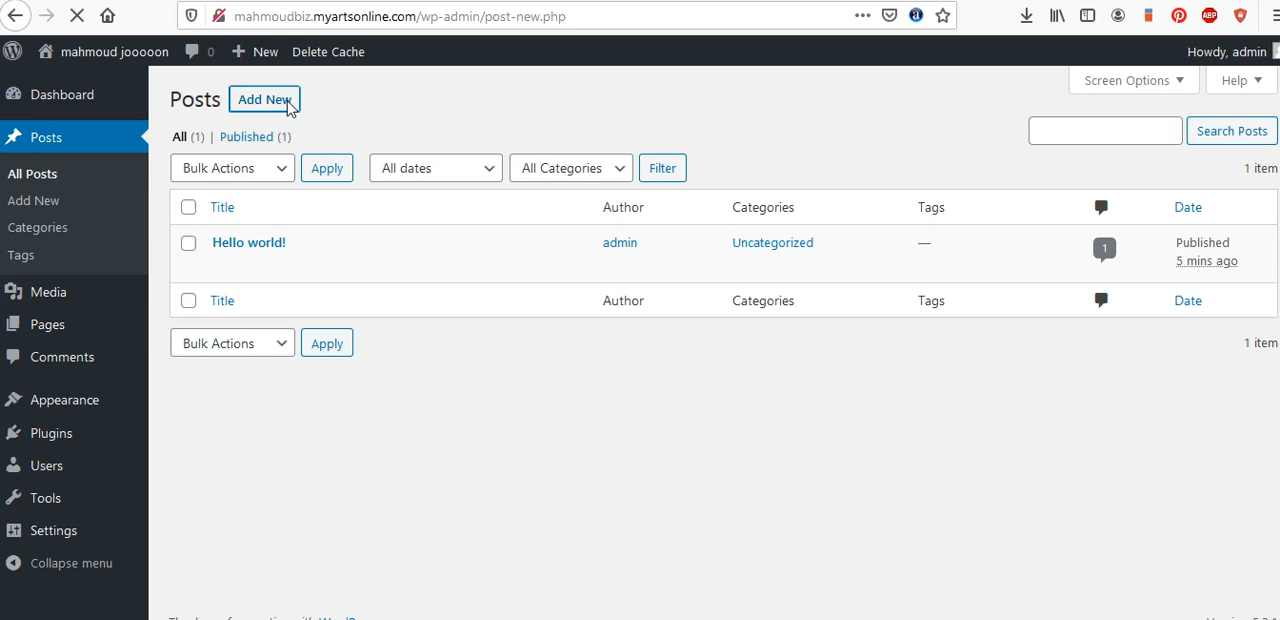 mahmoudbiz.myartsonline.com/wp-admin/post-new.php
ABP
mahmoud jooooon 0 New Delete Cache Howdy, admin
Screen Options Help
Dashboard
Posts Add New
Posts
All (1) | Published (1)
Search Posts
Bulk Actions Apply All dates All Categories Filter 1 item
All Posts
Add New
Categories
Tags
Media
Pages
Comments
Appearance
Plugins
Users
Tools
Settings
Collapse menu
Title Author Categories Tags Date
Hello world! admin Uncategorized — 1 Published
5 mins ago
Title Author Categories Tags Date
Bulk Actions Apply 1 item